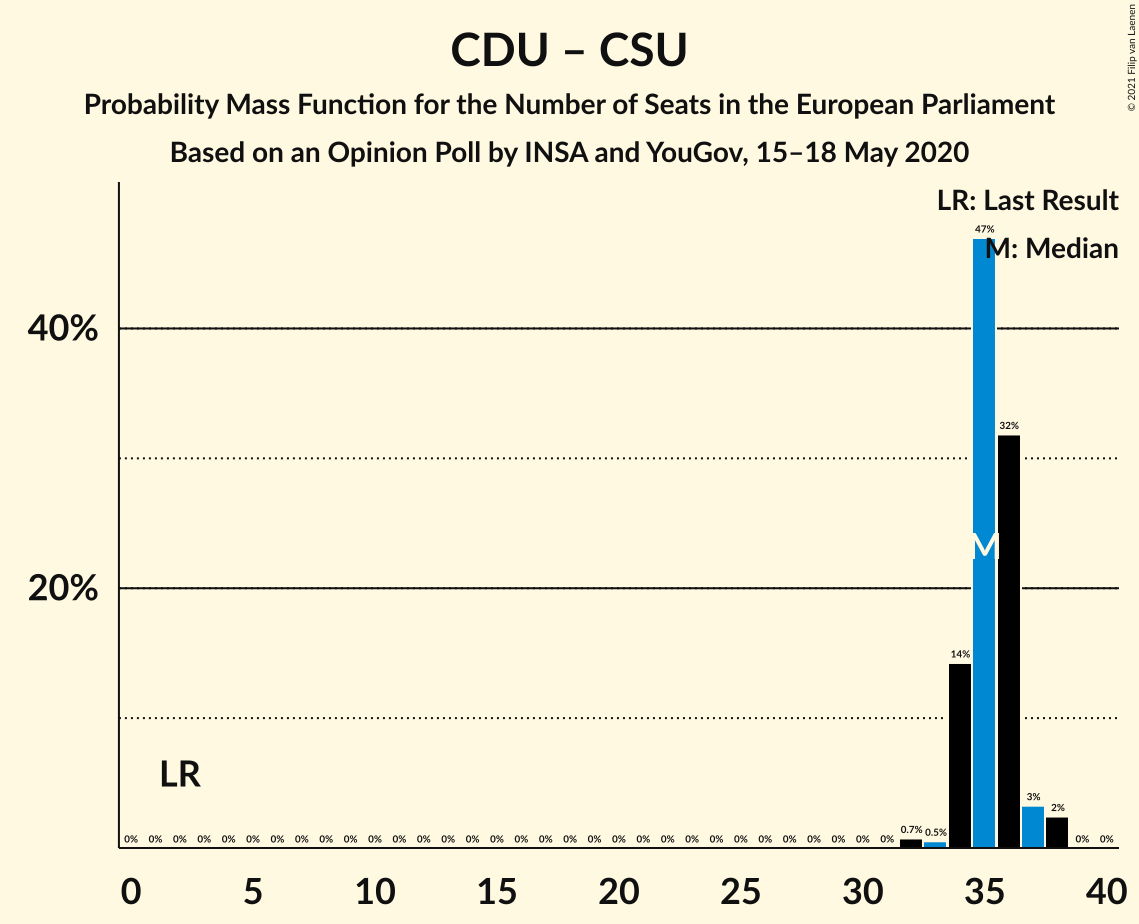 CDU – CSU
Probability Mass Function for the Number of Seats in the European Parliament
Based on an Opinion Poll by INSA and YouGov, 15–18 May 2020
© 2021 Filip van Laenen
LR: Last Result
M: Median
47%
40%
32%
M
20%
14%
LR
3%
2%
0% 0% 0% 0% 0% 0% 0% 0% 0% 0% 0% 0% 0% 0% 0% 0% 0% 0% 0% 0% 0% 0% 0% 0% 0% 0% 0% 0% 0% 0% 0% 0% 0.7% 0.5% 0% 0%
0 5 10 15 20 25 30 35 40